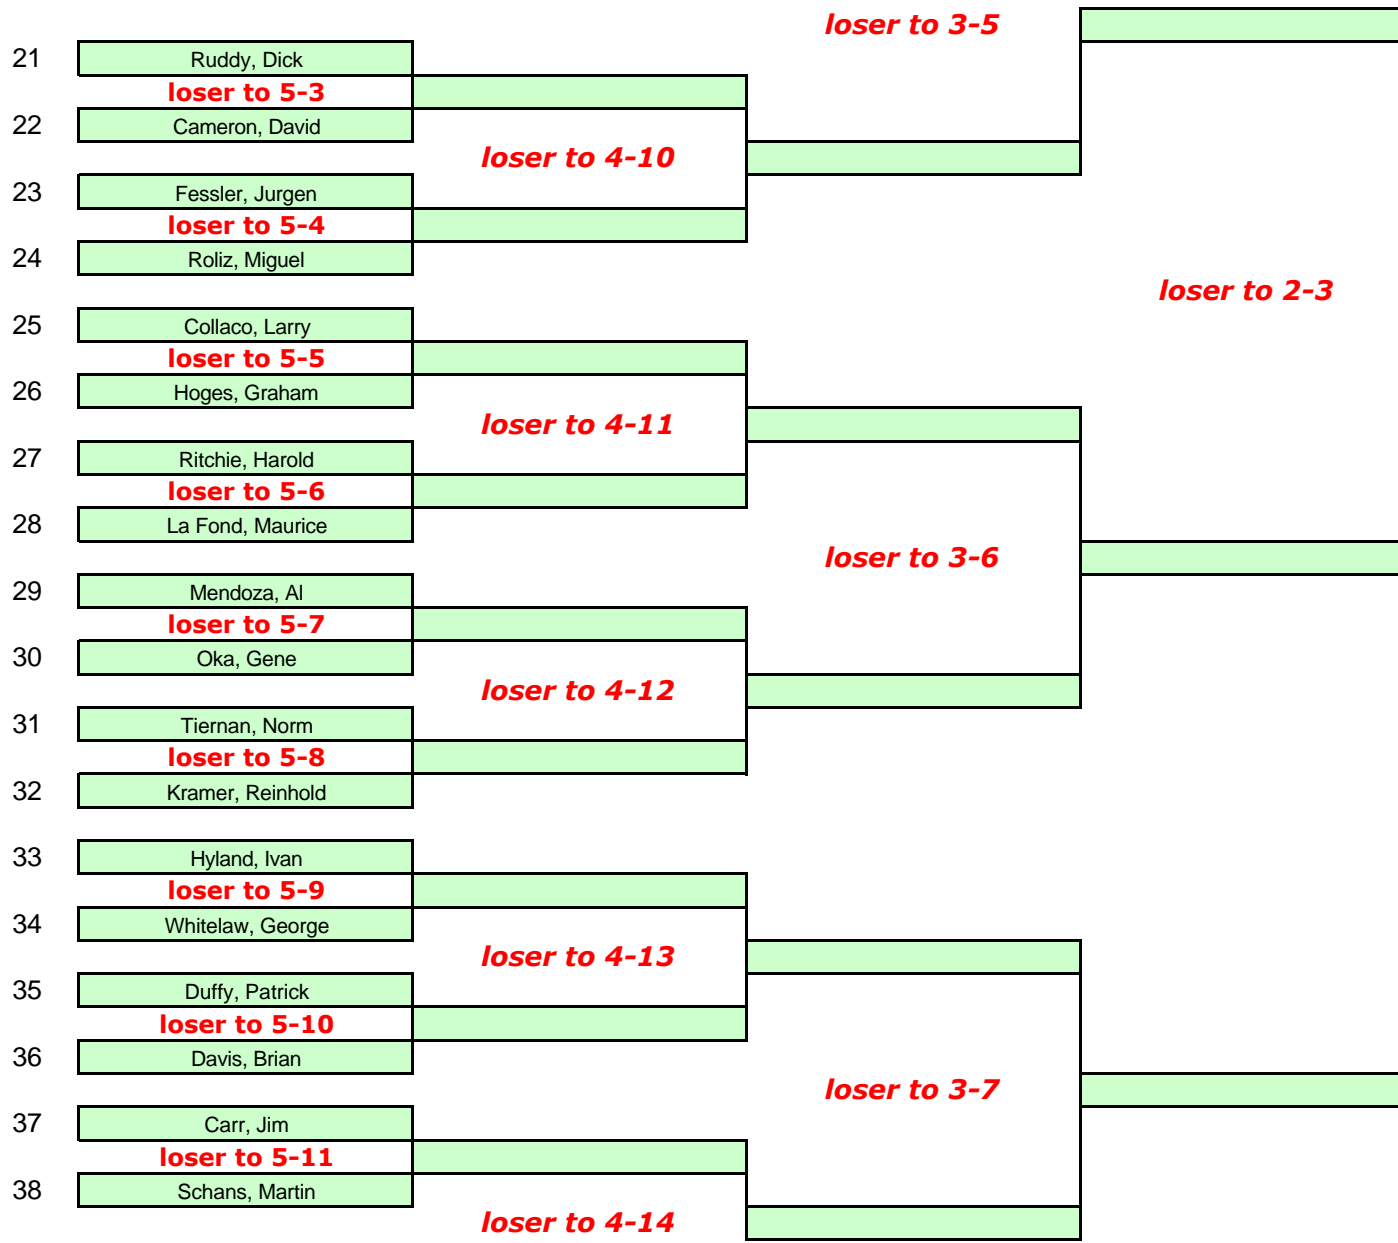 loser to 3-5
21 Ruddy, Dick
loser to 5-3
22 Cameron, David
loser to 4-10
23 Fessler, Jurgen
loser to 5-4
24 Roliz, Miguel
loser to 2-3
25 Collaco, Larry
loser to 5-5
26 Hoges, Graham
loser to 4-11
27 Ritchie, Harold
loser to 5-6
28 La Fond, Maurice
loser to 3-6
29 Mendoza, Al
loser to 5-7
30 Oka, Gene
loser to 4-12
31 Tiernan, Norm
loser to 5-8
32 Kramer, Reinhold
33 Hyland, Ivan
loser to 5-9
34 Whitelaw, George
loser to 4-13
35 Duffy, Patrick
loser to 5-10
36 Davis, Brian
loser to 3-7
37 Carr, Jim
loser to 5-11
38 Schans, Martin
loser to 4-14